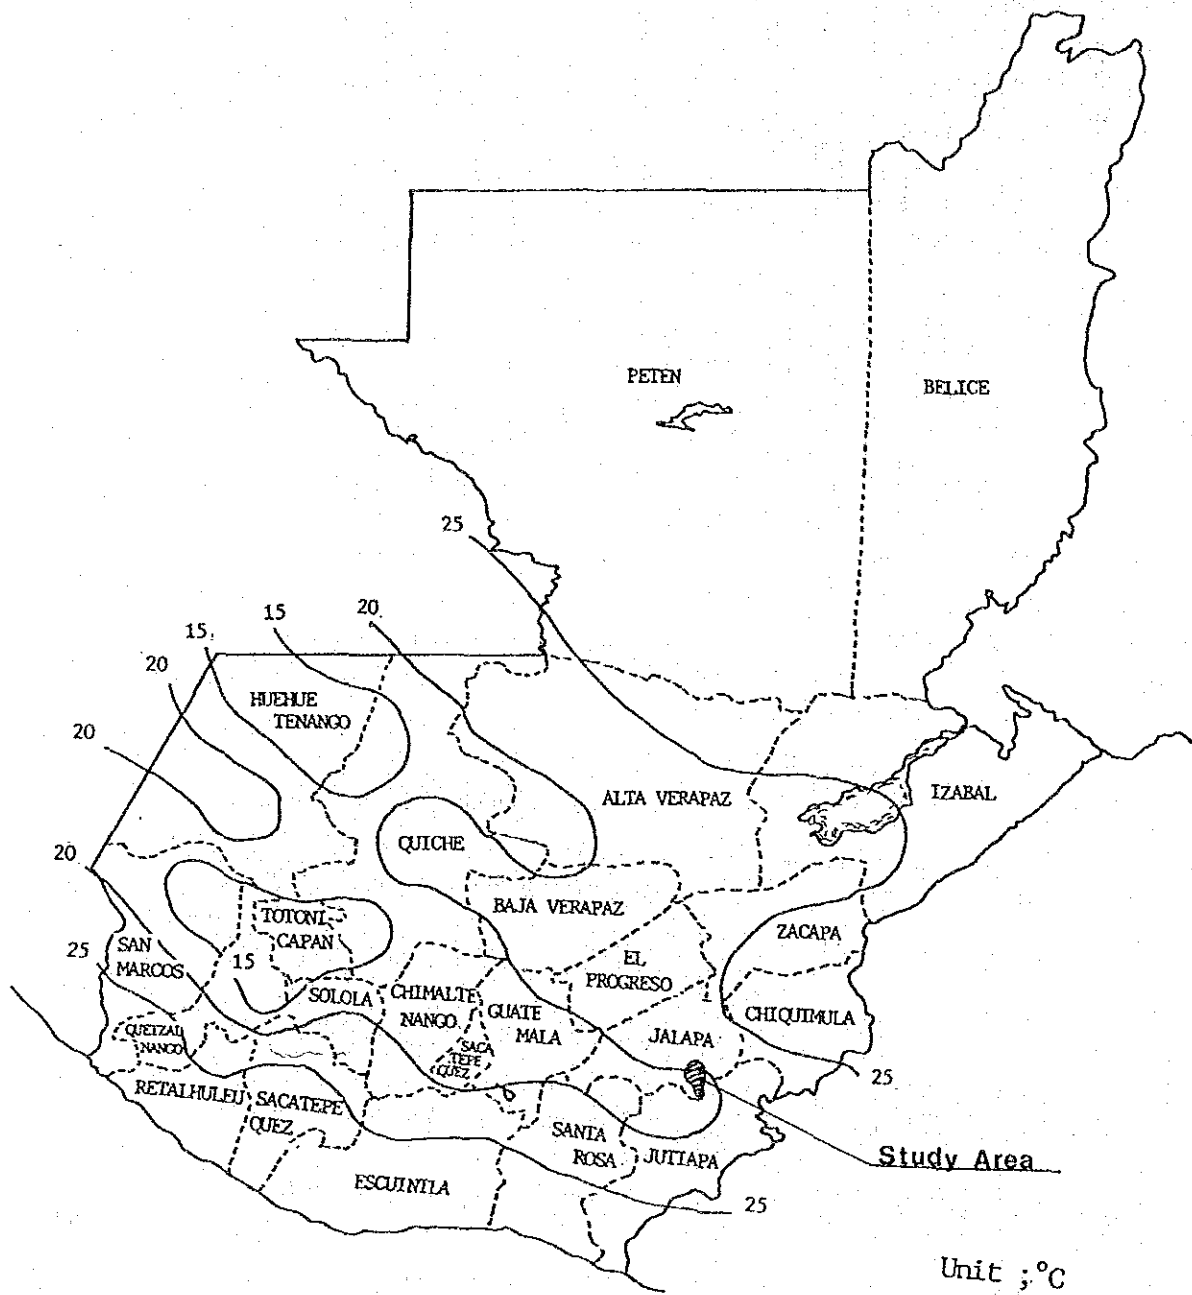 PETEN
BELICE
25
15
20
15
20
HUEHUE
TENANGO
20
ALTA VERAPAZ
IZABAL
QUICHE
20
BAJA VERAPAZ
TOTONI
CAPAN
ZACAPA
SAN
MARCOS
25
15
EL
PROGRESO
SOLOLA
CHIMALTE
NANGO
GUATE
MALA
CHIQUIMULA
JALAPA
QUETZAL
NANGO
SACA
TEPE
QUEZ
25
RETALHULEU
SACATEPE
QUEZ
SANTA
ROSA
JUTIAPA
Study Area
ESCUINTLA
25
Unit ;°C